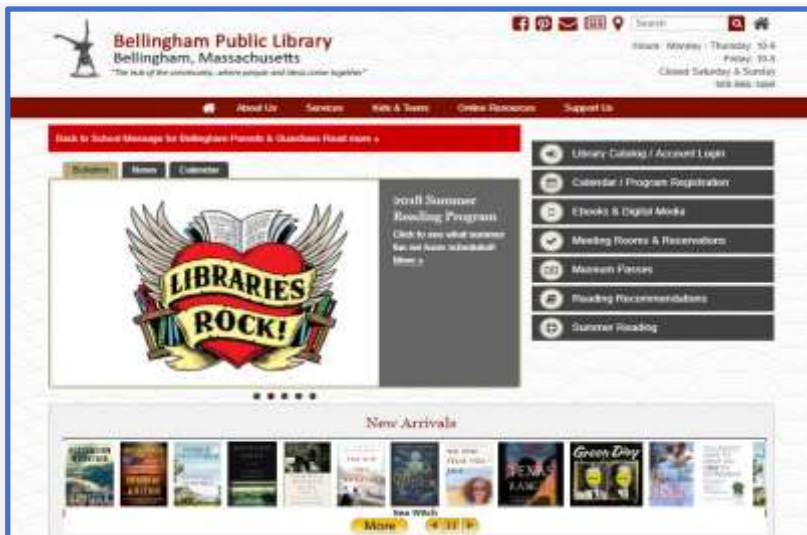 Bellingham Public Library
Bellingham, Massachusetts
"The hub of the community, where people and ideas come together"
Search
Hours: Monday - Thursday: 10-8
Friday: 10-5
Closed Saturday & Sunday
About Us
Services
Kids & Teens
Online Resources
Support Us
Back to School Message for Bellingham Parents & Guardians Read more »
Bulletins
News
Calendar
LIBRARIES
ROCK!
2018 Summer
Reading Program
Click to see what summer
fun we have scheduled!
More »
Library Catalog / Account Login
Calendar / Program Registration
Ebooks & Digital Media
Meeting Rooms & Reservations
Museum Passes
Reading Recommendations
Summer Reading
New Arrivals
TEXAS
Green Day
Sea Witch
More